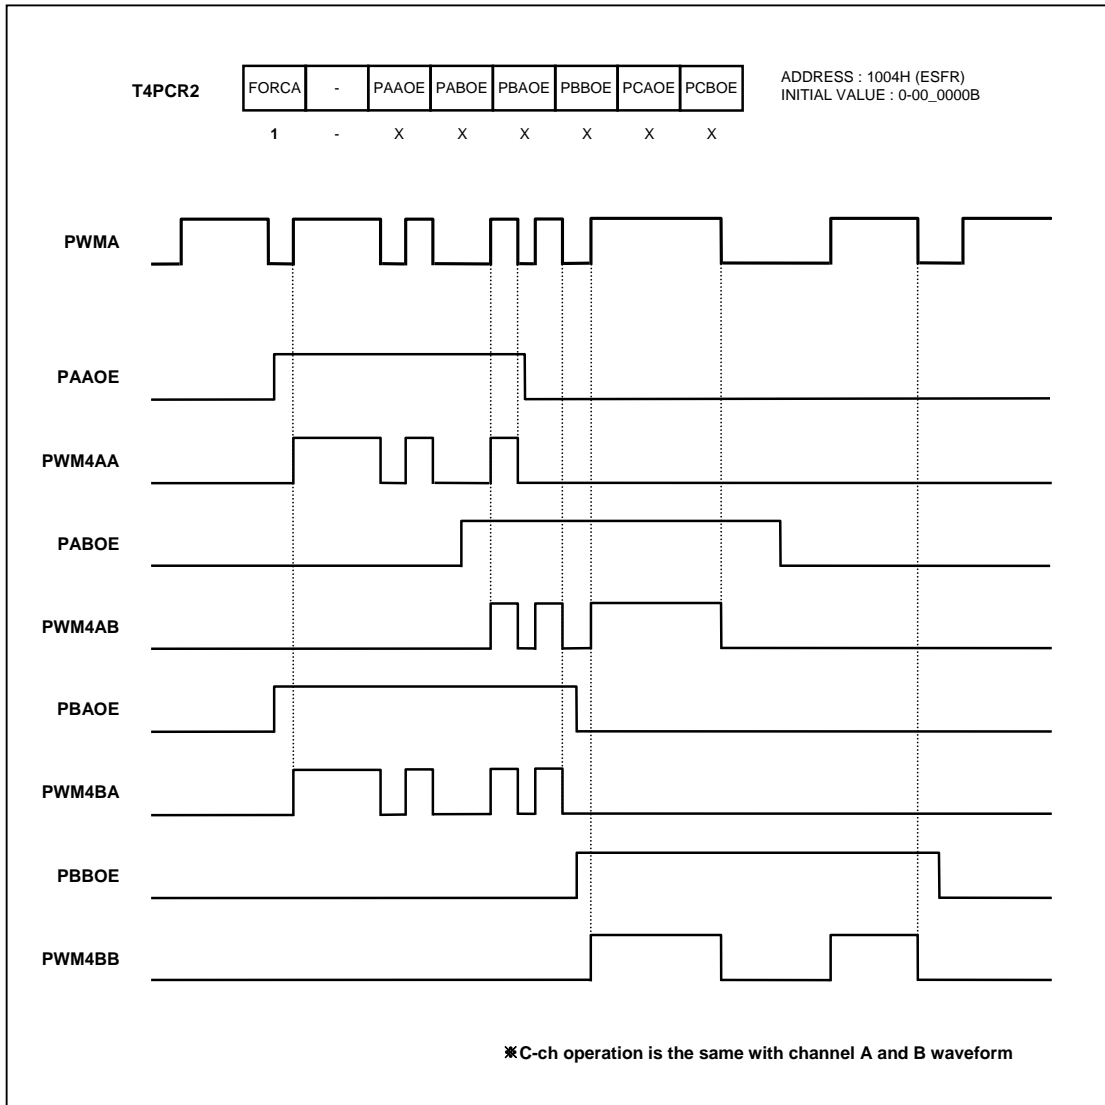 T4PCR2 FORCA - PAAOE PABOE PBAOE PBBOE PCAOE PCBOE ADDRESS : 1004H (ESFR)
INITIAL VALUE : 0-00_0000B
1 - X X X X X X
PWMA
PAAOE
PWM4AA
PABOE
PWM4AB
PBAOE
PWM4BA
PBBOE
PWM4BB
※C-ch operation is the same with channel A and B waveform